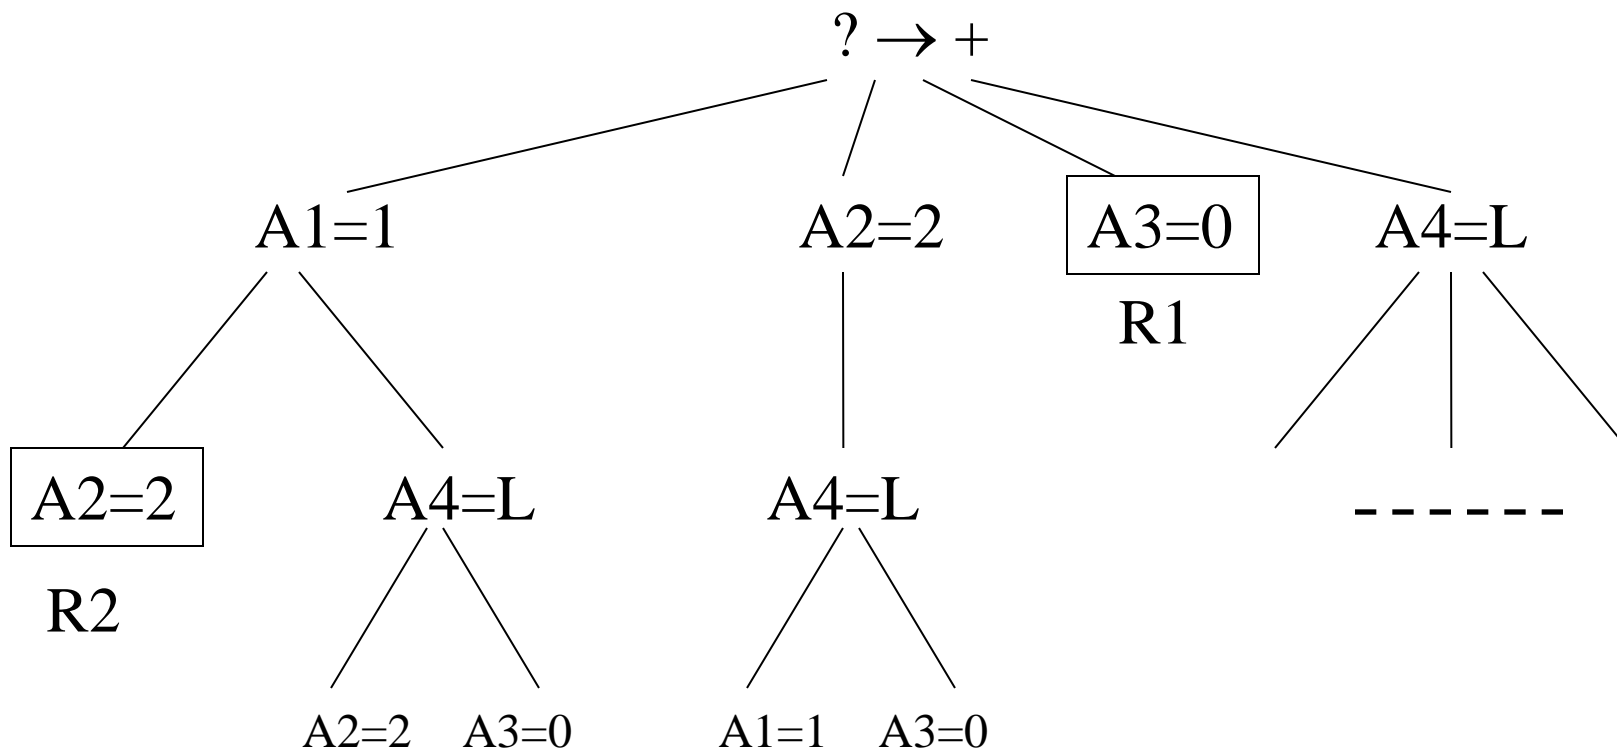 ? → +
A1=1 A2=2 A3=0 A4=L
R1
A2=2 A4=L A4=L
R2
A2=2 A3=0 A1=1 A3=0